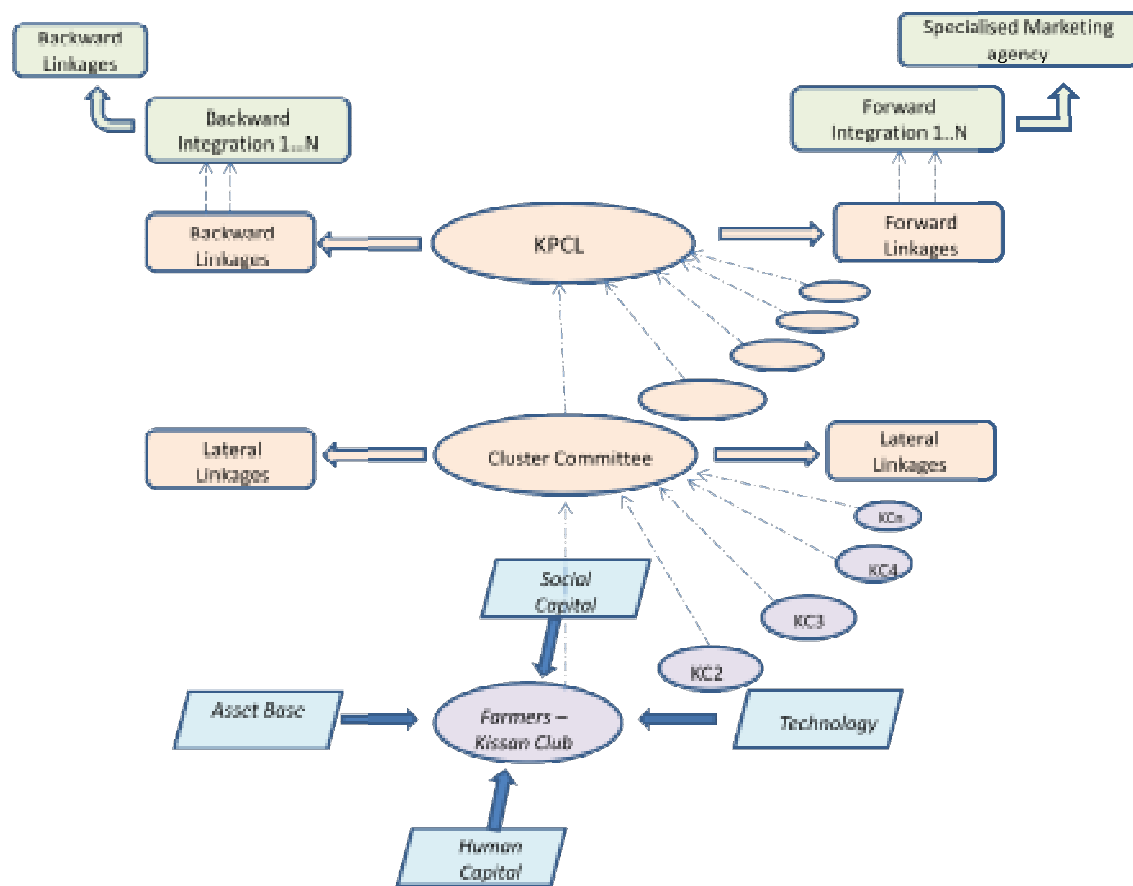 Backward
Linkages
Specialised Marketing
agency
Backward
Integration 1...N
Forward
Integration 1..N
Backward
Linkages
KPCL
Forward
Linkages
Lateral
Linkages
Cluster Committee
Lateral
Linkages
KCn
KC4
KC3
KC2
Social
Capital
Asset Base
Farmers –
Kissan Club
Technology
Human
Capital